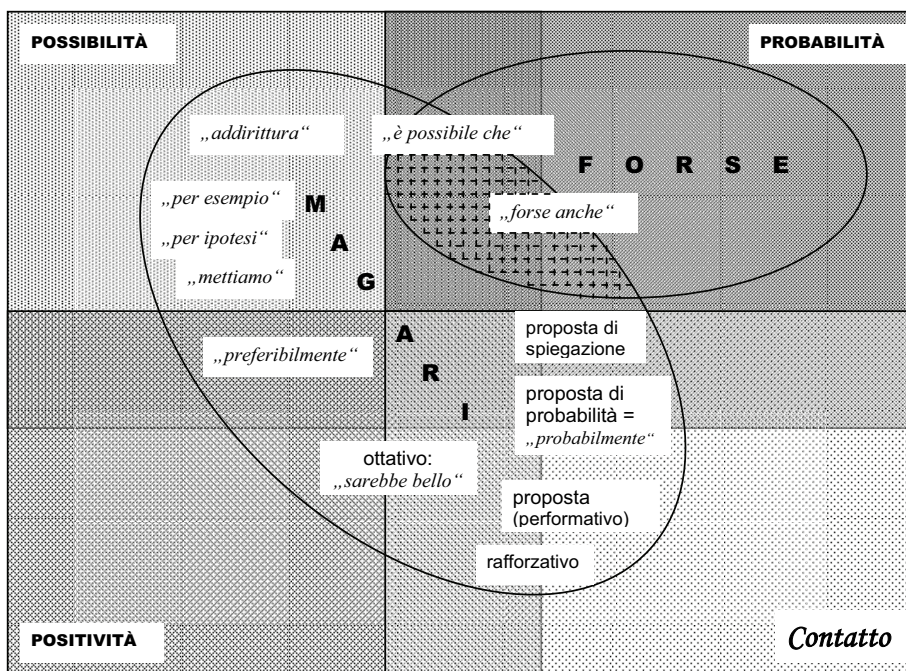 POSSIBILITÀ
PROBABILITÀ
„addirittura“
„è possibile che“
F O R S E
„per esempio“
M
„forse anche“
„per ipotesi“
A
„mettiamo“
G
A
proposta di
spiegazione
„preferibilmente“
R
proposta di
probabilità =
„probabilmente“
I
ottativo:
„sarebbe bello“
proposta
(performativo)
rafforzativo
POSITIVITÀ
Contatto